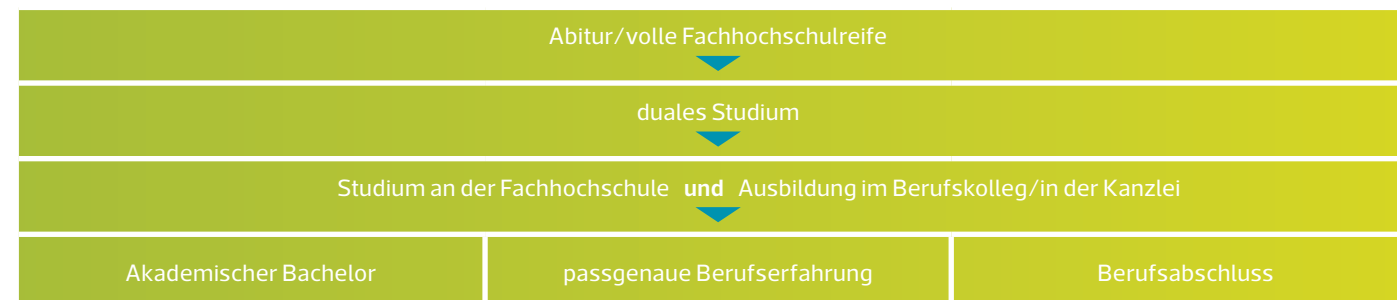 Abitur/volle Fachhochschulreife
duales Studium
Studium an der Fachhochschule und Ausbildung im Berufskolleg/in der Kanzlei
Akademischer Bachelor
passgenaue Berufserfahrung
Berufsabschluss